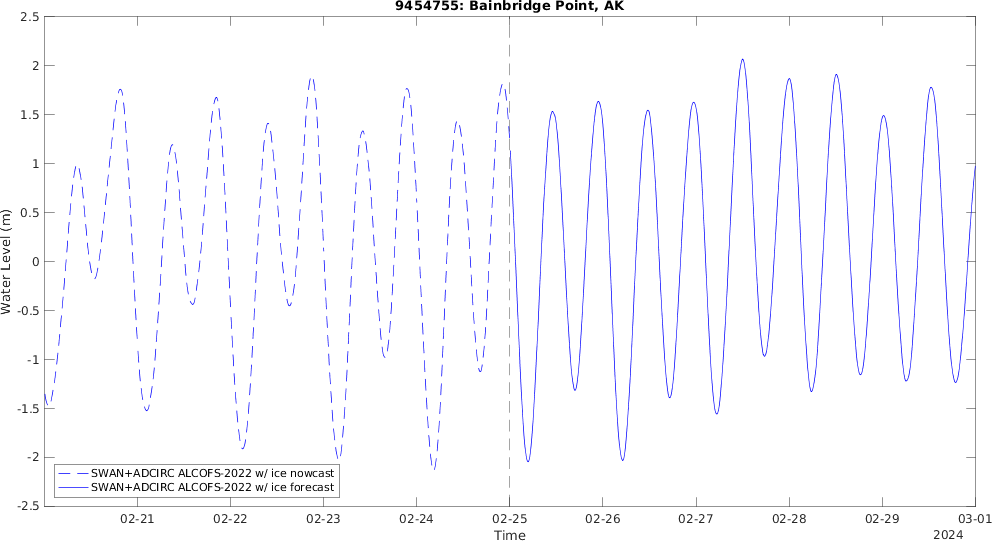 9454755: Bainbridge Point, AK
Water Level (m)
2.5
2
1.5
1
0.5
0
-0.5
-1
-1.5
-2
-2.5
SWAN+ADCIRC ALCOFS-2022 w/ ice nowcast
SWAN+ADCIRC ALCOFS-2022 w/ ice forecast
02-21 02-22 02-23 02-24 02-25 02-26 02-27 02-28 02-29 03-01
Time
2024